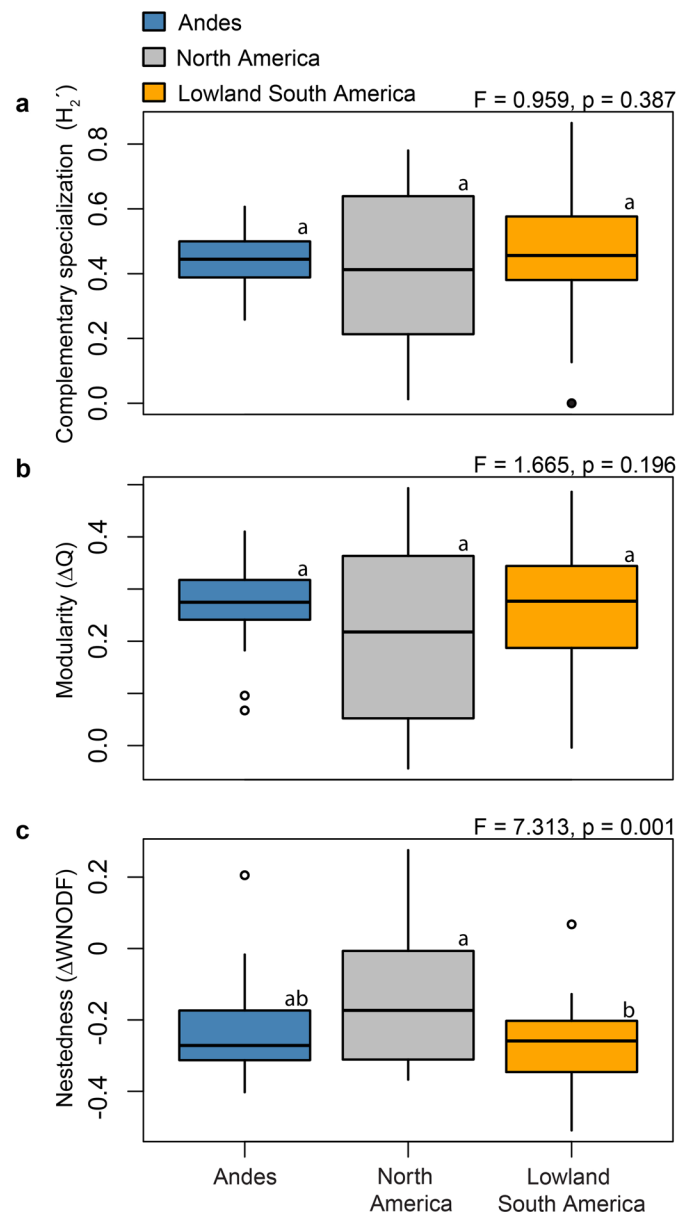 Andes
North America
Lowland South America
a
F = 0.959, p = 0.387
Complementary specialization (H₂´)
0.8
0.6
0.4
0.2
0.0
a
a
a
b
F = 1.665, p = 0.196
Modularity (ΔQ)
0.4
0.2
0.0
a
a
a
c
F = 7.313, p = 0.001
Nestedness (ΔWNODF)
0.2
0
-0.2
-0.4
ab
a
b
Andes
North
America
Lowland
South America